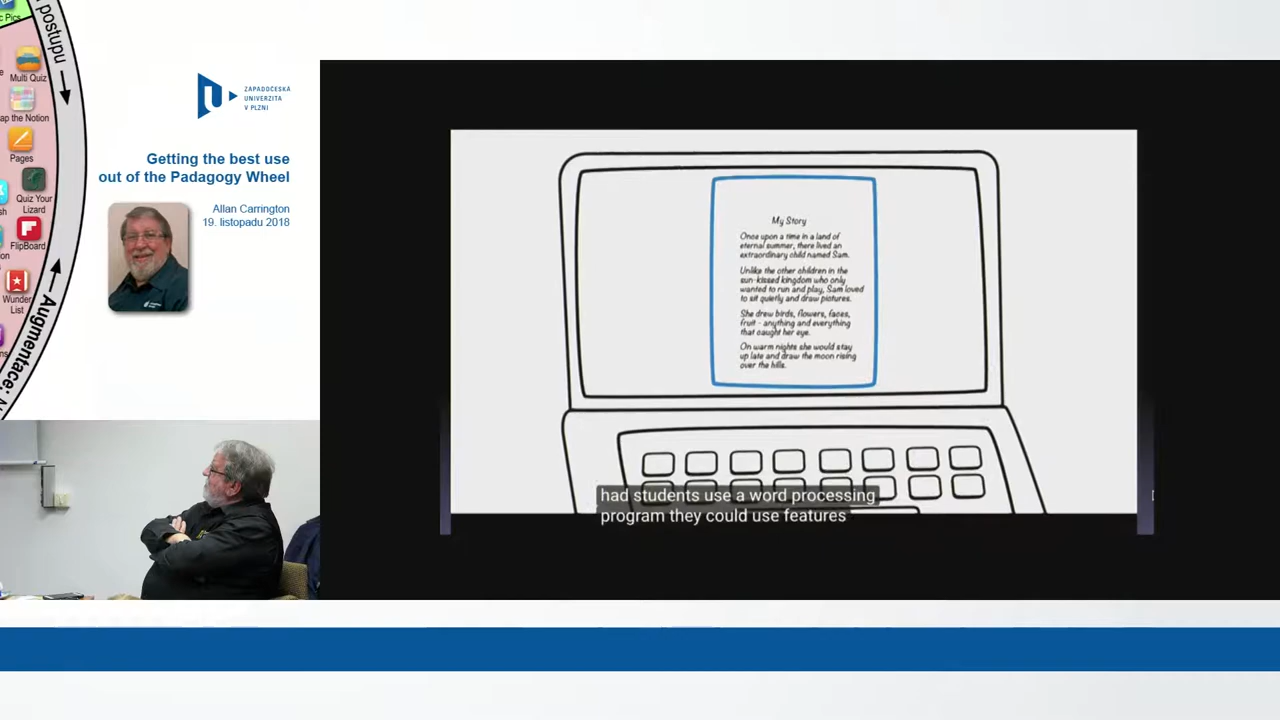 c Pics
postupu
Multi Quiz
ap the Notion
Pages
Quiz Your
Lizard
FlipBoard
Wunder
List
Augmentace:
ZÁPADOČESKÁ
UNIVERZITA
V PLZNI
Getting the best use
out of the Padagogy Wheel
Allan Carrington
19. listopadu 2018
My Story
Once upon a time in a land of
eternal summer, there lived an
extraordinary child named Sam.
Unlike the other children in the
sun-kissed kingdom who only
wanted to run and play, Sam loved
to sit quietly and draw pictures.
She drew birds, flowers, faces,
fruit - anything and everything
that caught her eye.
On warm nights she would stay
up late and draw the moon rising
over the hills.
had students use a word processing
program they could use features